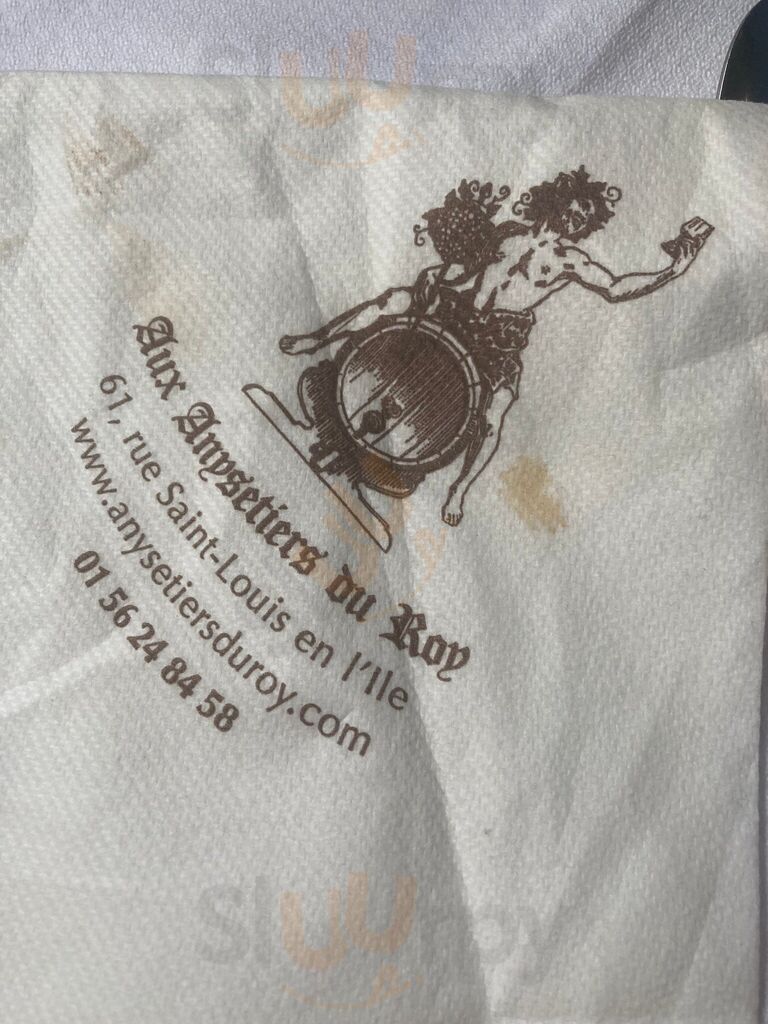 Aux Anysetiers du Roy
61, rue Saint-Louis en l'Ile
www.anysetiersduroy.com
01 56 24 84 58